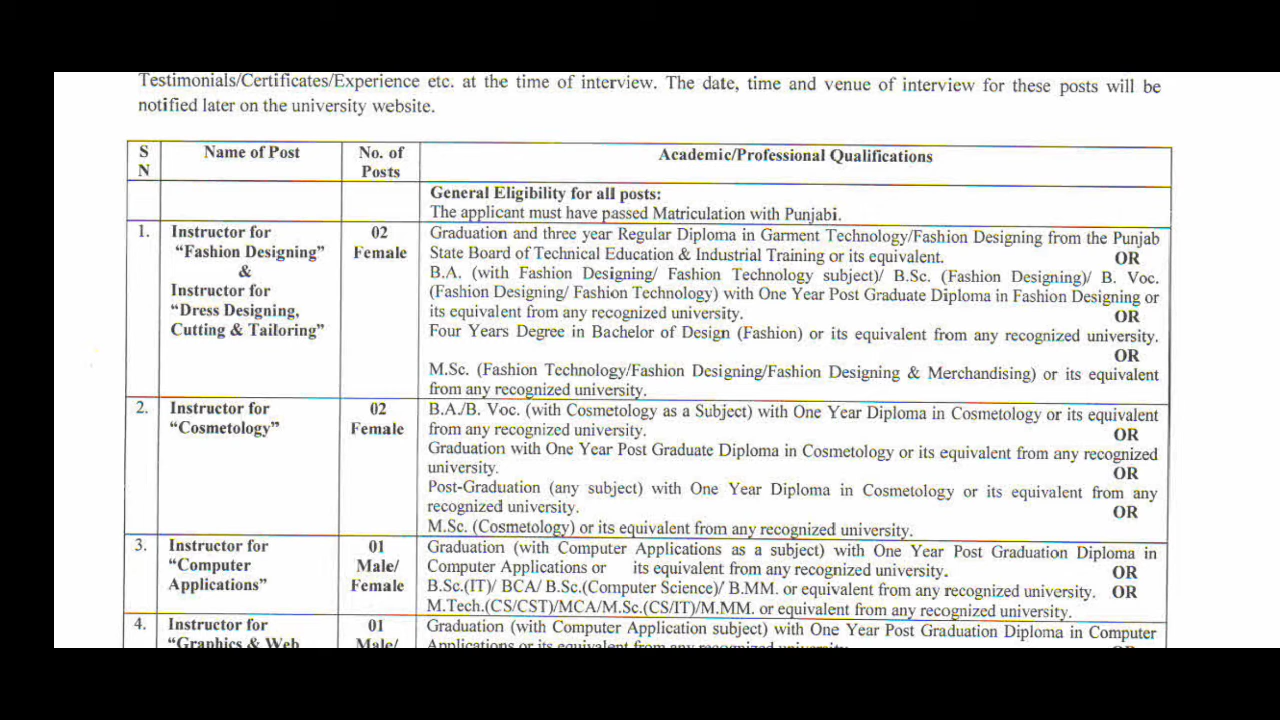 Testimonials/Certificates/Experience etc. at the time of interview. The date, time and venue of interview for these posts will be
notified later on the university website.
S N Name of Post No. of Posts Academic/Professional Qualifications
General Eligibility for all posts:
The applicant must have passed Matriculation with Punjabi.
1. Instructor for
"Fashion Designing"
&
Instructor for
"Dress Designing,
Cutting & Tailoring"
02
Female
Graduation and three year Regular Diploma in Garment Technology/Fashion Designing from the Punjab
State Board of Technical Education & Industrial Training or its equivalent. OR
B.A. (with Fashion Designing/ Fashion Technology subject)/ B.Sc. (Fashion Designing)/ B. Voc.
(Fashion Designing/ Fashion Technology) with One Year Post Graduate Diploma in Fashion Designing or
its equivalent from any recognized university. OR
Four Years Degree in Bachelor of Design (Fashion) or its equivalent from any recognized university.
OR
M.Sc. (Fashion Technology/Fashion Designing/Fashion Designing & Merchandising) or its equivalent
from any recognized university.
2. Instructor for
"Cosmetology"
02
Female
B.A./B. Voc. (with Cosmetology as a Subject) with One Year Diploma in Cosmetology or its equivalent
from any recognized university. OR
Graduation with One Year Post Graduate Diploma in Cosmetology or its equivalent from any recognized
university. OR
Post-Graduation (any subject) with One Year Diploma in Cosmetology or its equivalent from any
recognized university. OR
M.Sc. (Cosmetology) or its equivalent from any recognized university.
3. Instructor for
"Computer
Applications"
01
Male/
Female
Graduation (with Computer Applications as a subject) with One Year Post Graduation Diploma in
Computer Applications or its equivalent from any recognized university. OR
B.Sc.(IT)/ BCA/ B.Sc.(Computer Science)/ B.MM. or equivalent from any recognized university. OR
M.Tech.(CS/CST)/MCA/M.Sc.(CS/IT)/M.MM. or equivalent from any recognized university.
4. Instructor for
"Graphics & Web
01
Male/
Graduation (with Computer Application subject) with One Year Post Graduation Diploma in Computer
Applications or its equivalent from any recognized university. OR